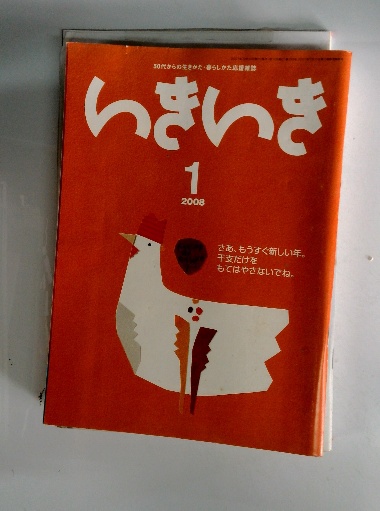 50代からの生きかた・暮らしかた応援雑誌
いきいき
1
2008
さあ、もうすぐ新しい年。
干支だけを
もてはやさないでね。